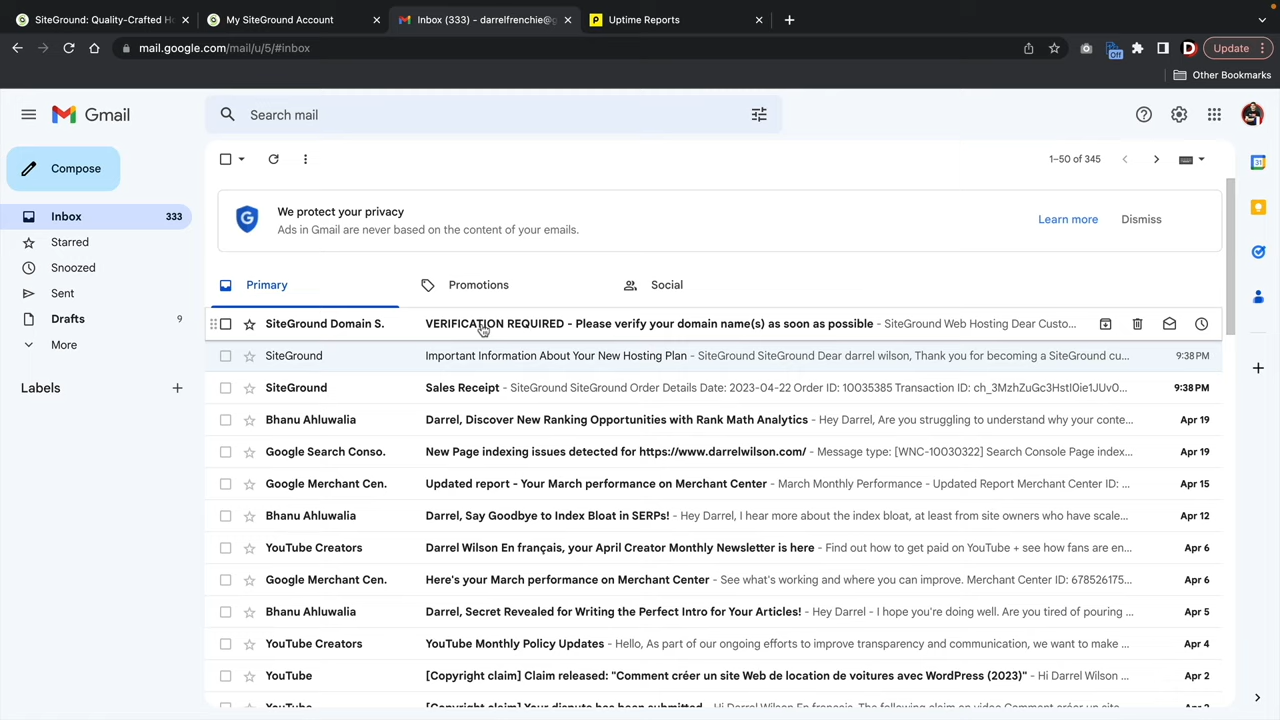 SiteGround: Quality-Crafted Ho
My SiteGround Account
Inbox (333) - darrelfrenchie@g
Uptime Reports
mail.google.com/mail/u/5/#inbox
Off
D
Update
Other Bookmarks
Gmail
Search mail
Compose
1–50 of 345
Inbox 333
Starred
Snoozed
Sent
Drafts 9
More
Labels
We protect your privacy
Ads in Gmail are never based on the content of your emails.
Learn more
Dismiss
Primary
Promotions
Social
SiteGround Domain S. VERIFICATION REQUIRED - Please verify your domain name(s) as soon as possible - SiteGround Web Hosting Dear Custo...
SiteGround Important Information About Your New Hosting Plan - SiteGround SiteGround Dear darrel wilson, Thank you for becoming a SiteGround cu... 9:38 PM
SiteGround Sales Receipt - SiteGround SiteGround Order Details Date: 2023-04-22 Order ID: 10035385 Transaction ID: ch_3MzhZuGc3HstI0ie1JUv0... 9:38 PM
Bhanu Ahluwalia Darrel, Discover New Ranking Opportunities with Rank Math Analytics - Hey Darrel, Are you struggling to understand why your conte... Apr 19
Google Search Conso. New Page indexing issues detected for https://www.darrelwilson.com/ - Message type: [WNC-10030322] Search Console Page index... Apr 19
Google Merchant Cen. Updated report - Your March performance on Merchant Center - March Monthly Performance - Updated Report Merchant Center ID: ... Apr 15
Bhanu Ahluwalia Darrel, Say Goodbye to Index Bloat in SERPs! - Hey Darrel, I hear more about the index bloat, at least from site owners who have scale... Apr 12
YouTube Creators Darrel Wilson En français, your April Creator Monthly Newsletter is here - Find out how to get paid on YouTube + see how fans are en... Apr 6
Google Merchant Cen. Here's your March performance on Merchant Center - See what's working and where you can improve. Merchant Center ID: 678526175... Apr 6
Bhanu Ahluwalia Darrel, Secret Revealed for Writing the Perfect Intro for Your Articles! - Hey Darrel - I hope you're doing well. Are you tired of pouring ... Apr 5
YouTube Creators YouTube Monthly Policy Updates - Hello, As part of our ongoing efforts to improve transparency and communication, we want to make ... Apr 4
YouTube [Copyright claim] Claim released: "Comment créer un site Web de location de voitures avec WordPress (2023)" - Hi Darrel Wilson ... Apr 2